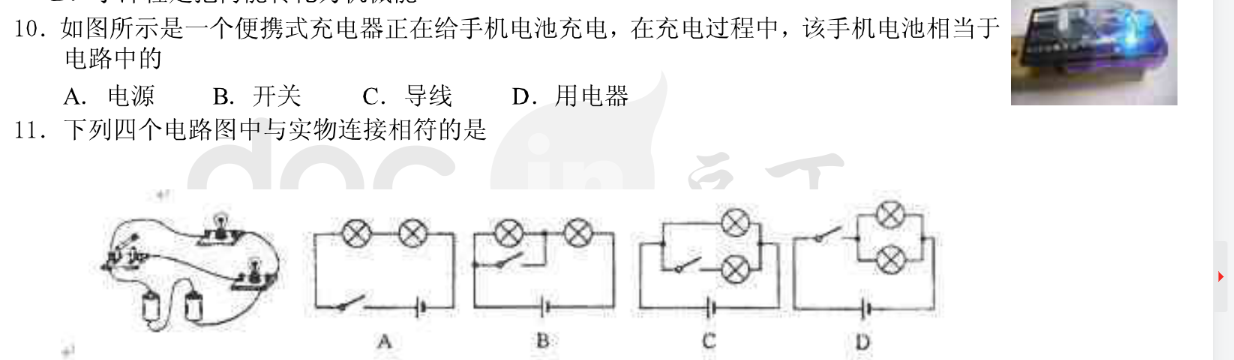 10．如图所示是一个便携式充电器正在给手机电池充电，在充电过程中，该手机电池相当于
电路中的
A．电源 B．开关 C．导线 D．用电器
11．下列四个电路图中与实物连接相符的是
docin 豆丁
A B C D